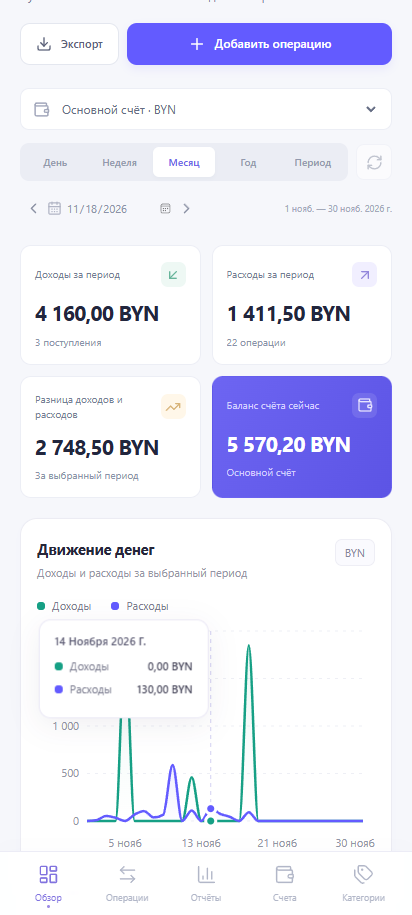 Экспорт
Добавить операцию
Основной счёт · BYN
День Неделя Месяц Год Период
11/18/2026
1 нояб. — 30 нояб. 2026 г.
Доходы за период
4 160,00 BYN
3 поступления
Расходы за период
1 411,50 BYN
22 операции
Разница доходов и
расходов
2 748,50 BYN
За выбранный период
Баланс счёта сейчас
5 570,20 BYN
Основной счёт
Движение денег
BYN
Доходы и расходы за выбранный период
Доходы Расходы
14 Ноября 2026 Г.
Доходы 0,00 BYN
Расходы 130,00 BYN
1 000
500
0
5 нояб 13 нояб 21 нояб 30 нояб
Обзор Операции Отчёты Счета Категории